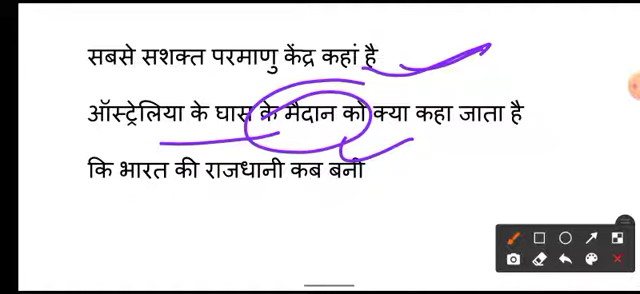 सबसे सशक्त परमाणु केंद्र कहां है
ऑस्ट्रेलिया के घास के मैदान को क्या कहा जाता है
कि भारत की राजधानी कब बनी